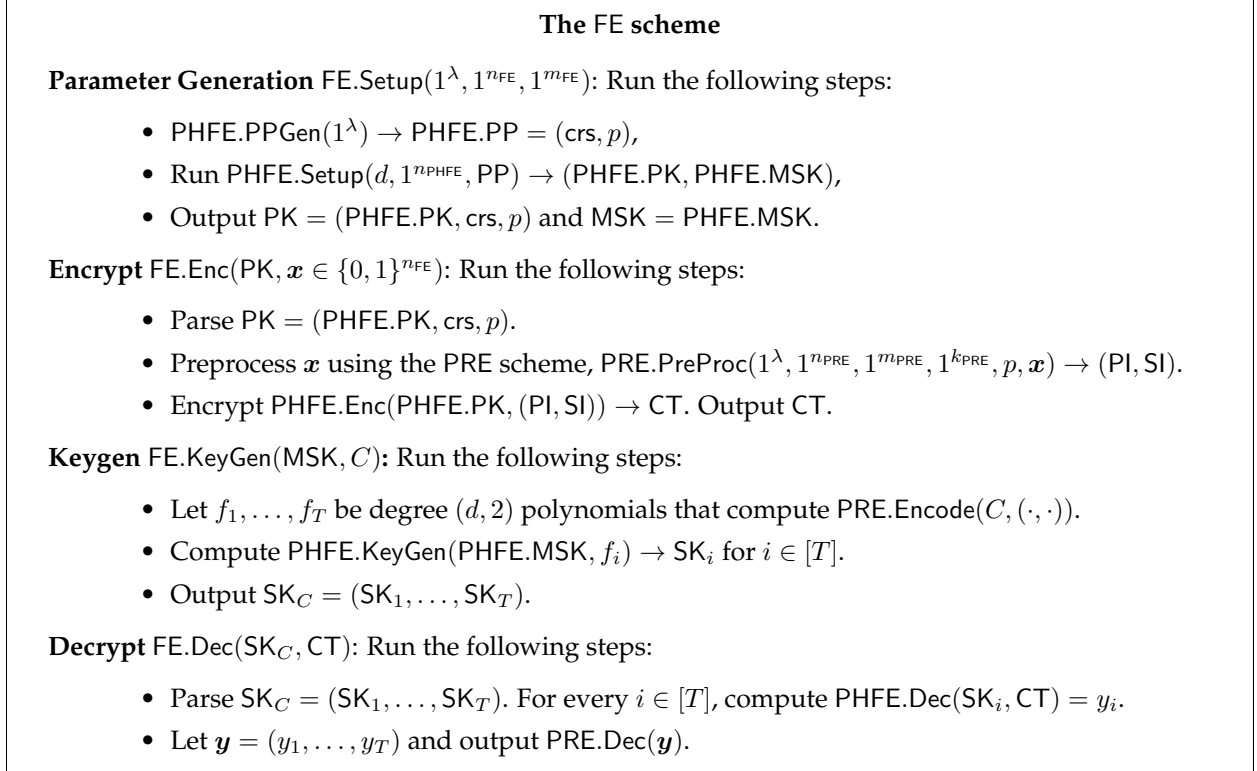 The FE scheme
Parameter Generation FE.Setup(1^λ, 1^{n_FE}, 1^{m_FE}): Run the following steps:
• PHFE.PPGen(1^λ) → PHFE.PP = (crs, p),
• Run PHFE.Setup(d, 1^{n_PHFE}, PP) → (PHFE.PK, PHFE.MSK),
• Output PK = (PHFE.PK, crs, p) and MSK = PHFE.MSK.
Encrypt FE.Enc(PK, x ∈ {0, 1}^{n_FE}): Run the following steps:
• Parse PK = (PHFE.PK, crs, p).
• Preprocess x using the PRE scheme, PRE.PreProc(1^λ, 1^{n_PRE}, 1^{m_PRE}, 1^{k_PRE}, p, x) → (PI, SI).
• Encrypt PHFE.Enc(PHFE.PK, (PI, SI)) → CT. Output CT.
Keygen FE.KeyGen(MSK, C): Run the following steps:
• Let f_1, . . . , f_T be degree (d, 2) polynomials that compute PRE.Encode(C, (·, ·)).
• Compute PHFE.KeyGen(PHFE.MSK, f_i) → SK_i for i ∈ [T].
• Output SK_C = (SK_1, . . . , SK_T).
Decrypt FE.Dec(SK_C, CT): Run the following steps:
• Parse SK_C = (SK_1, . . . , SK_T). For every i ∈ [T], compute PHFE.Dec(SK_i, CT) = y_i.
• Let y = (y_1, . . . , y_T) and output PRE.Dec(y).